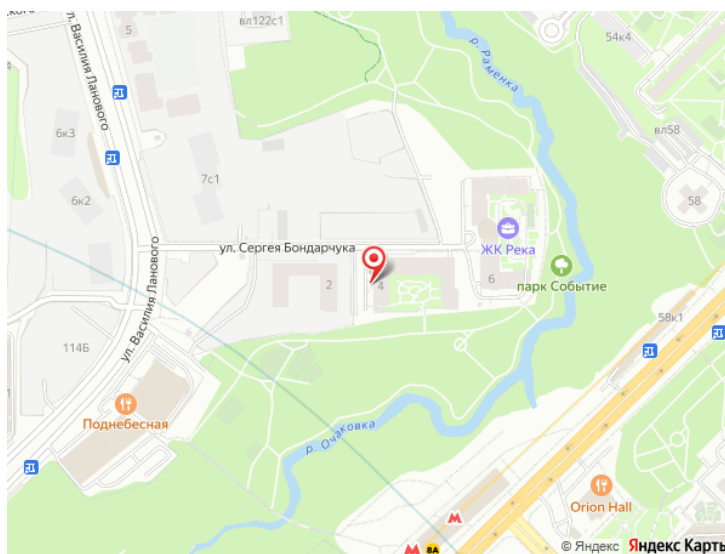 вл122с1
5
54к4
р. Раменка
ул. Василия Ланового
6к3
вл58
7с1
6к2
58
ул. Сергея Бондарчука
ЖК Река
2
4
6
парк Событие
ул. Василия Ланового
58к1
114Б
Поднебесная
р. Очаковка
Orion Hall
8А
© Яндекс Яндекс Карты